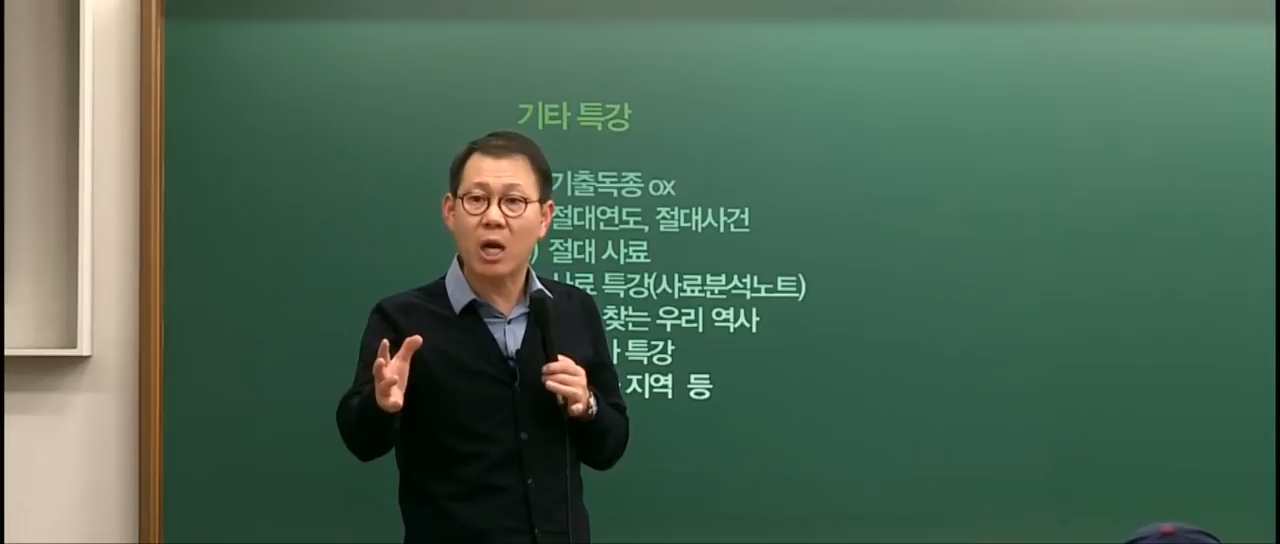 기타 특강
기출독종 ox
절대연도, 절대사건
) 절대 사료
사료 특강(사료분석노트)
찾는 우리 역사
특강
지역 등